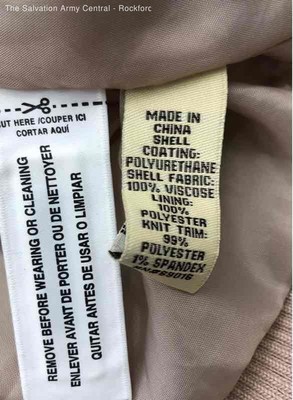 The Salvation Army Central - Rockford
CUT HERE /COUPER ICI
CORTAR AQUÍ
REMOVE BEFORE WEARING OR CLEANING
ENLEVER AVANT DE PORTER OU DE NETTOYER
QUITAR ANTES DE USAR O LIMPIAR
MADE IN
CHINA
SHELL
COATING:
POLYURETHANE
SHELL FABRIC:
100% VISCOSE
LINING:
100%
POLYESTER
KNIT TRIM:
99%
POLYESTER
1% SPANDEX